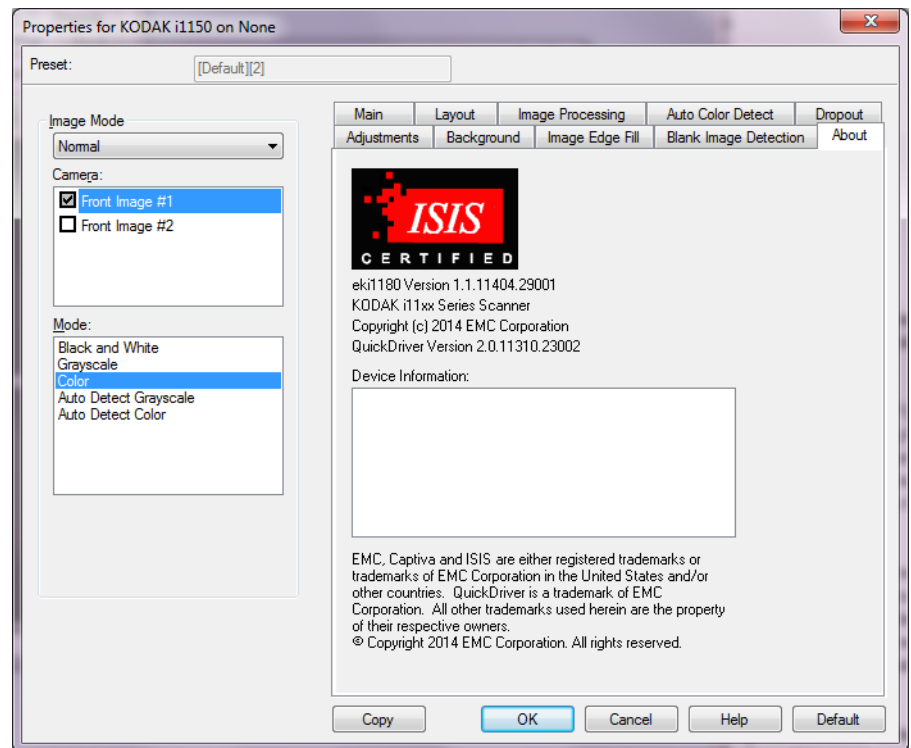 Properties for KODAK i1150 on None
X
Preset:
[Default][2]
Image Mode
Normal
Camera:
Front Image #1
Front Image #2
Mode:
Black and White
Grayscale
Color
Auto Detect Grayscale
Auto Detect Color
Main Layout Image Processing Auto Color Detect Dropout
Adjustments Background Image Edge Fill Blank Image Detection About
ISIS
CERTIFIED
eki1180 Version 1.1.11404.29001
KODAK i11xx Series Scanner
Copyright (c) 2014 EMC Corporation
QuickDriver Version 2.0.11310.23002
Device Information:
EMC, Captiva and ISIS are either registered trademarks or
trademarks of EMC Corporation in the United States and/or
other countries. QuickDriver is a trademark of EMC
Corporation. All other trademarks used herein are the property
of their respective owners.
© Copyright 2014 EMC Corporation. All rights reserved.
Copy OK Cancel Help Default